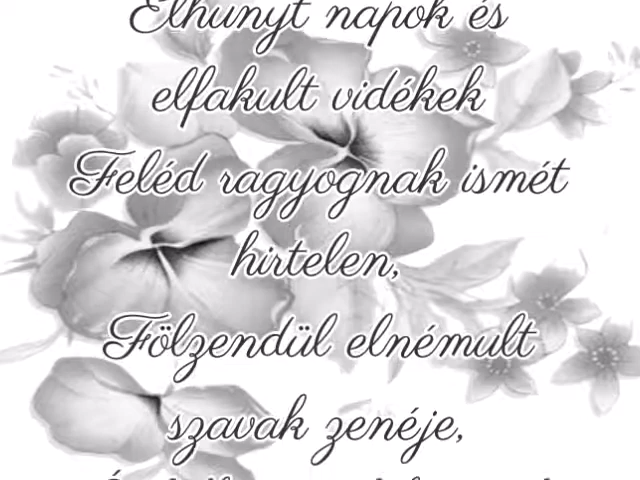 Elhunyt napok és
elfakult vidékek
Feléd ragyognak ismét
hirtelen,
Fölzendül elnémult
szavak zenéje,